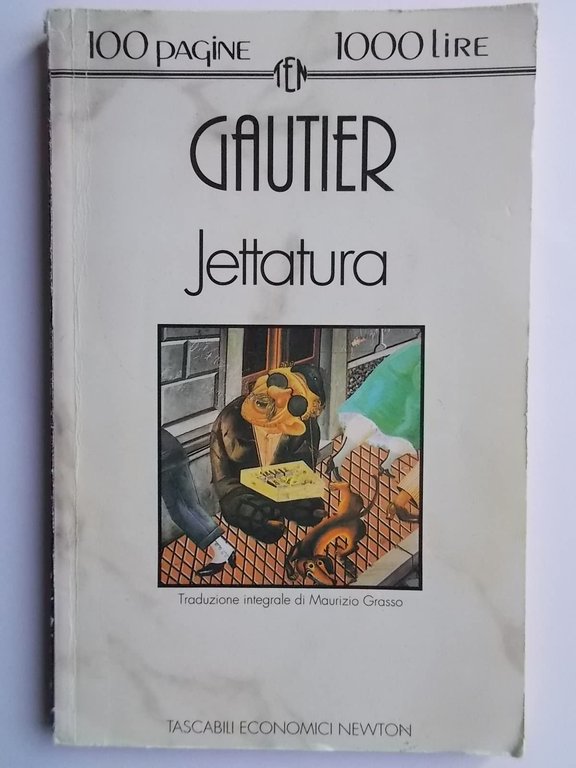 100 PAGINE 1000 LIRE
TEN
GAUTIER
Jettatura
Traduzione integrale di Maurizio Grasso
TASCABILI ECONOMICI NEWTON